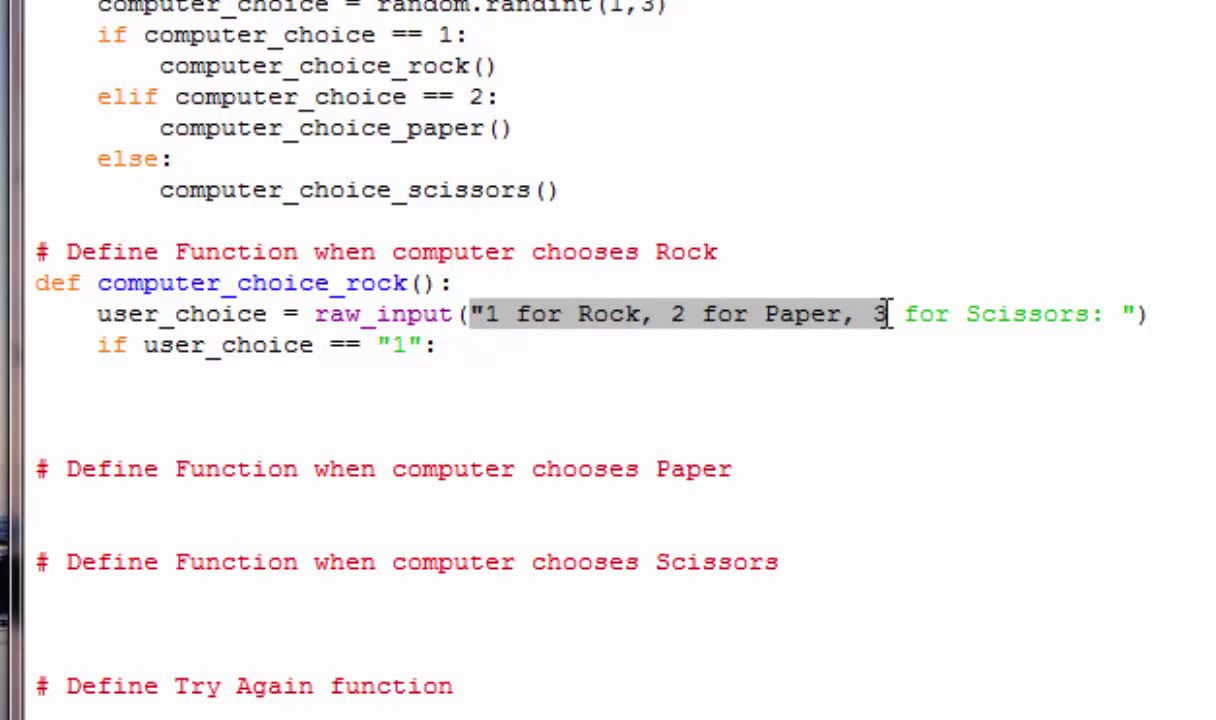 computer_choice = random.randint(1,3)
if computer_choice == 1:
computer_choice_rock()
elif computer_choice == 2:
computer_choice_paper()
else:
computer_choice_scissors()
# Define Function when computer chooses Rock
def computer_choice_rock():
user_choice = raw_input("1 for Rock, 2 for Paper, 3 for Scissors: ")
if user_choice == "1":
# Define Function when computer chooses Paper
# Define Function when computer chooses Scissors
# Define Try Again function